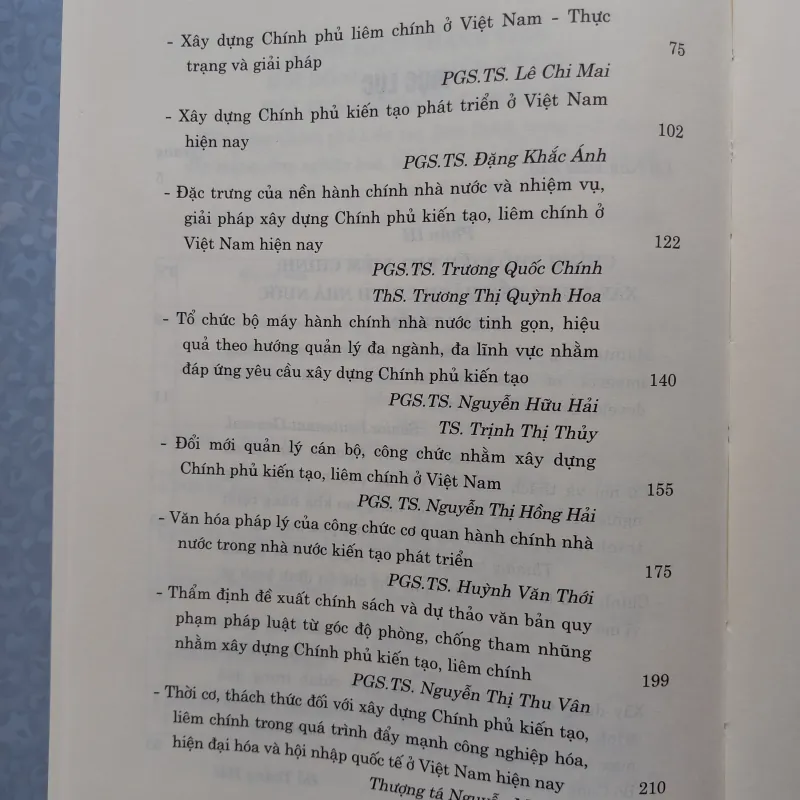 - Xây dựng Chính phủ liêm chính ở Việt Nam - Thực
trạng và giải pháp 75
PGS.TS. Lê Chi Mai
- Xây dựng Chính phủ kiến tạo phát triển ở Việt Nam
hiện nay 102
PGS.TS. Đặng Khắc Ánh
- Đặc trưng của nền hành chính nhà nước và nhiệm vụ,
giải pháp xây dựng Chính phủ kiến tạo, liêm chính ở
Việt Nam hiện nay 122
PGS.TS. Trương Quốc Chính
ThS. Trương Thị Quỳnh Hoa
- Tổ chức bộ máy hành chính nhà nước tinh gọn, hiệu
quả theo hướng quản lý đa ngành, đa lĩnh vực nhằm
đáp ứng yêu cầu xây dựng Chính phủ kiến tạo 140
PGS.TS. Nguyễn Hữu Hải
TS. Trịnh Thị Thủy
- Đổi mới quản lý cán bộ, công chức nhằm xây dựng
Chính phủ kiến tạo, liêm chính ở Việt Nam 155
PGS. TS. Nguyễn Thị Hồng Hải
- Văn hóa pháp lý của công chức cơ quan hành chính nhà
nước trong nhà nước kiến tạo phát triển 175
PGS.TS. Huỳnh Văn Thới
- Thẩm định đề xuất chính sách và dự thảo văn bản quy
phạm pháp luật từ góc độ phòng, chống tham nhũng
nhằm xây dựng Chính phủ kiến tạo, liêm chính 199
PGS.TS. Nguyễn Thị Thu Vân
- Thời cơ, thách thức đối với xây dựng Chính phủ kiến tạo,
liêm chính trong quá trình đẩy mạnh công nghiệp hóa,
hiện đại hóa và hội nhập quốc tế ở Việt Nam hiện nay 210
Thượng tá Nguyễn